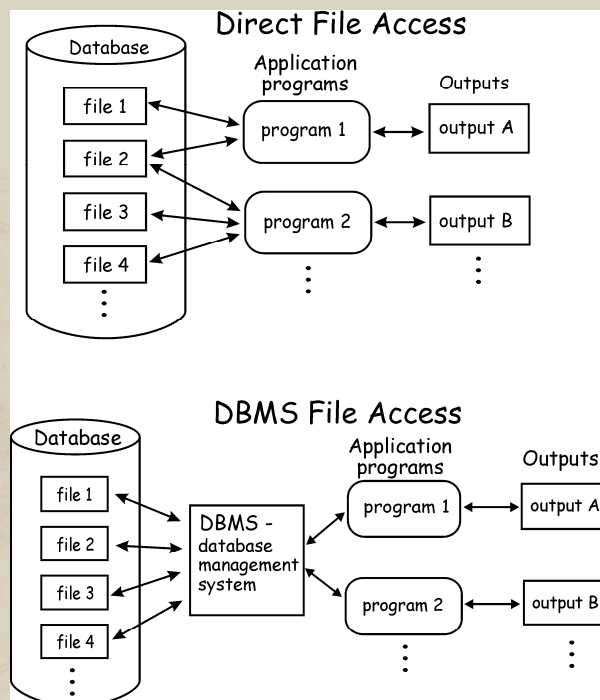 Direct File Access
Database
Application
programs
Outputs
file 1
program 1
output A
file 2
file 3
program 2
output B
file 4
DBMS File Access
Database
Application
programs
Outputs
file 1
DBMS -
database
management
system
program 1
output A
file 2
file 3
program 2
output B
file 4